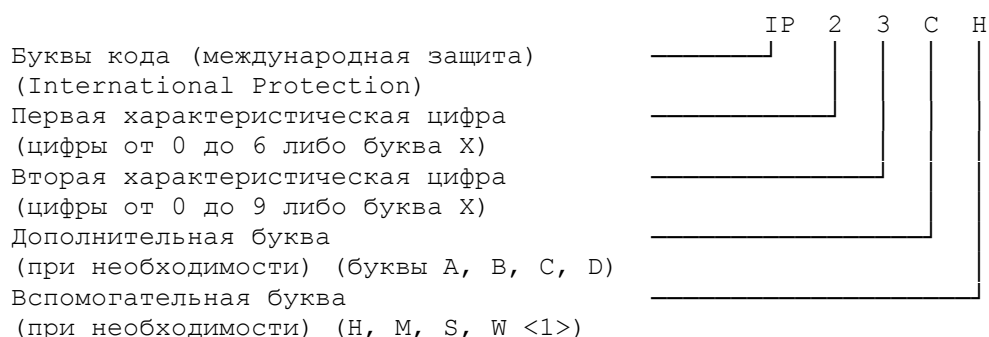 IP 2 3 C H
Буквы кода (международная защита)
(International Protection)
Первая характеристическая цифра
(цифры от 0 до 6 либо буква X)
Вторая характеристическая цифра
(цифры от 0 до 9 либо буква X)
Дополнительная буква
(при необходимости) (буквы A, B, C, D)
Вспомогательная буква
(при необходимости) (H, M, S, W <1>)